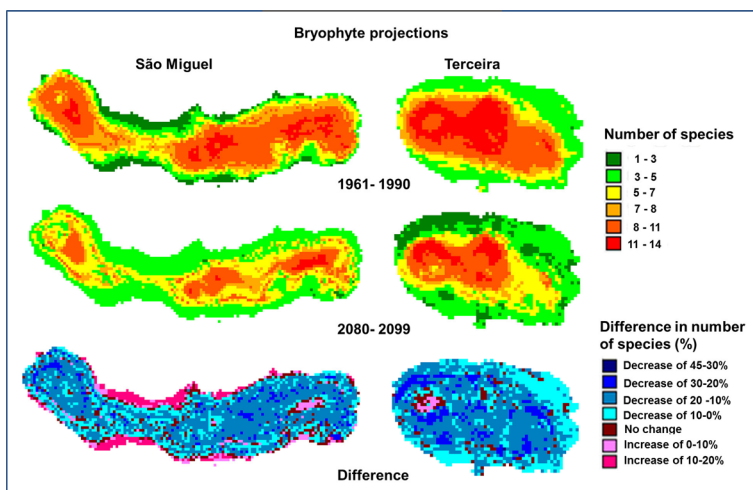 Bryophyte projections
São Miguel
Terceira
1961- 1990
Number of species
1 - 3
3 - 5
5 - 7
7 - 8
8 - 11
11 - 14
2080- 2099
Difference in number
of species (%)
Decrease of 45-30%
Decrease of 30-20%
Decrease of 20 -10%
Decrease of 10-0%
No change
Increase of 0-10%
Increase of 10-20%
Difference